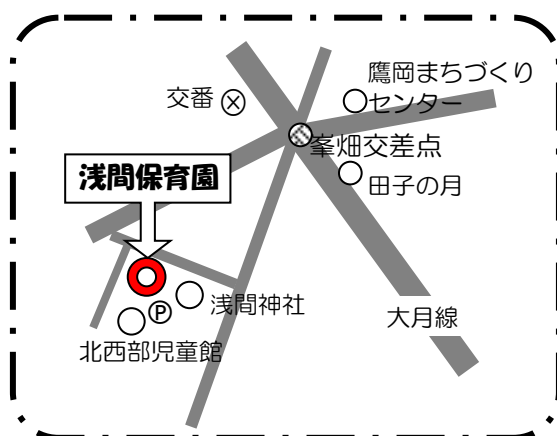 鷹岡まちづくり
センター
交番
峯畑交差点
浅間保育園
田子の月
P
浅間神社
大月線
北西部児童館